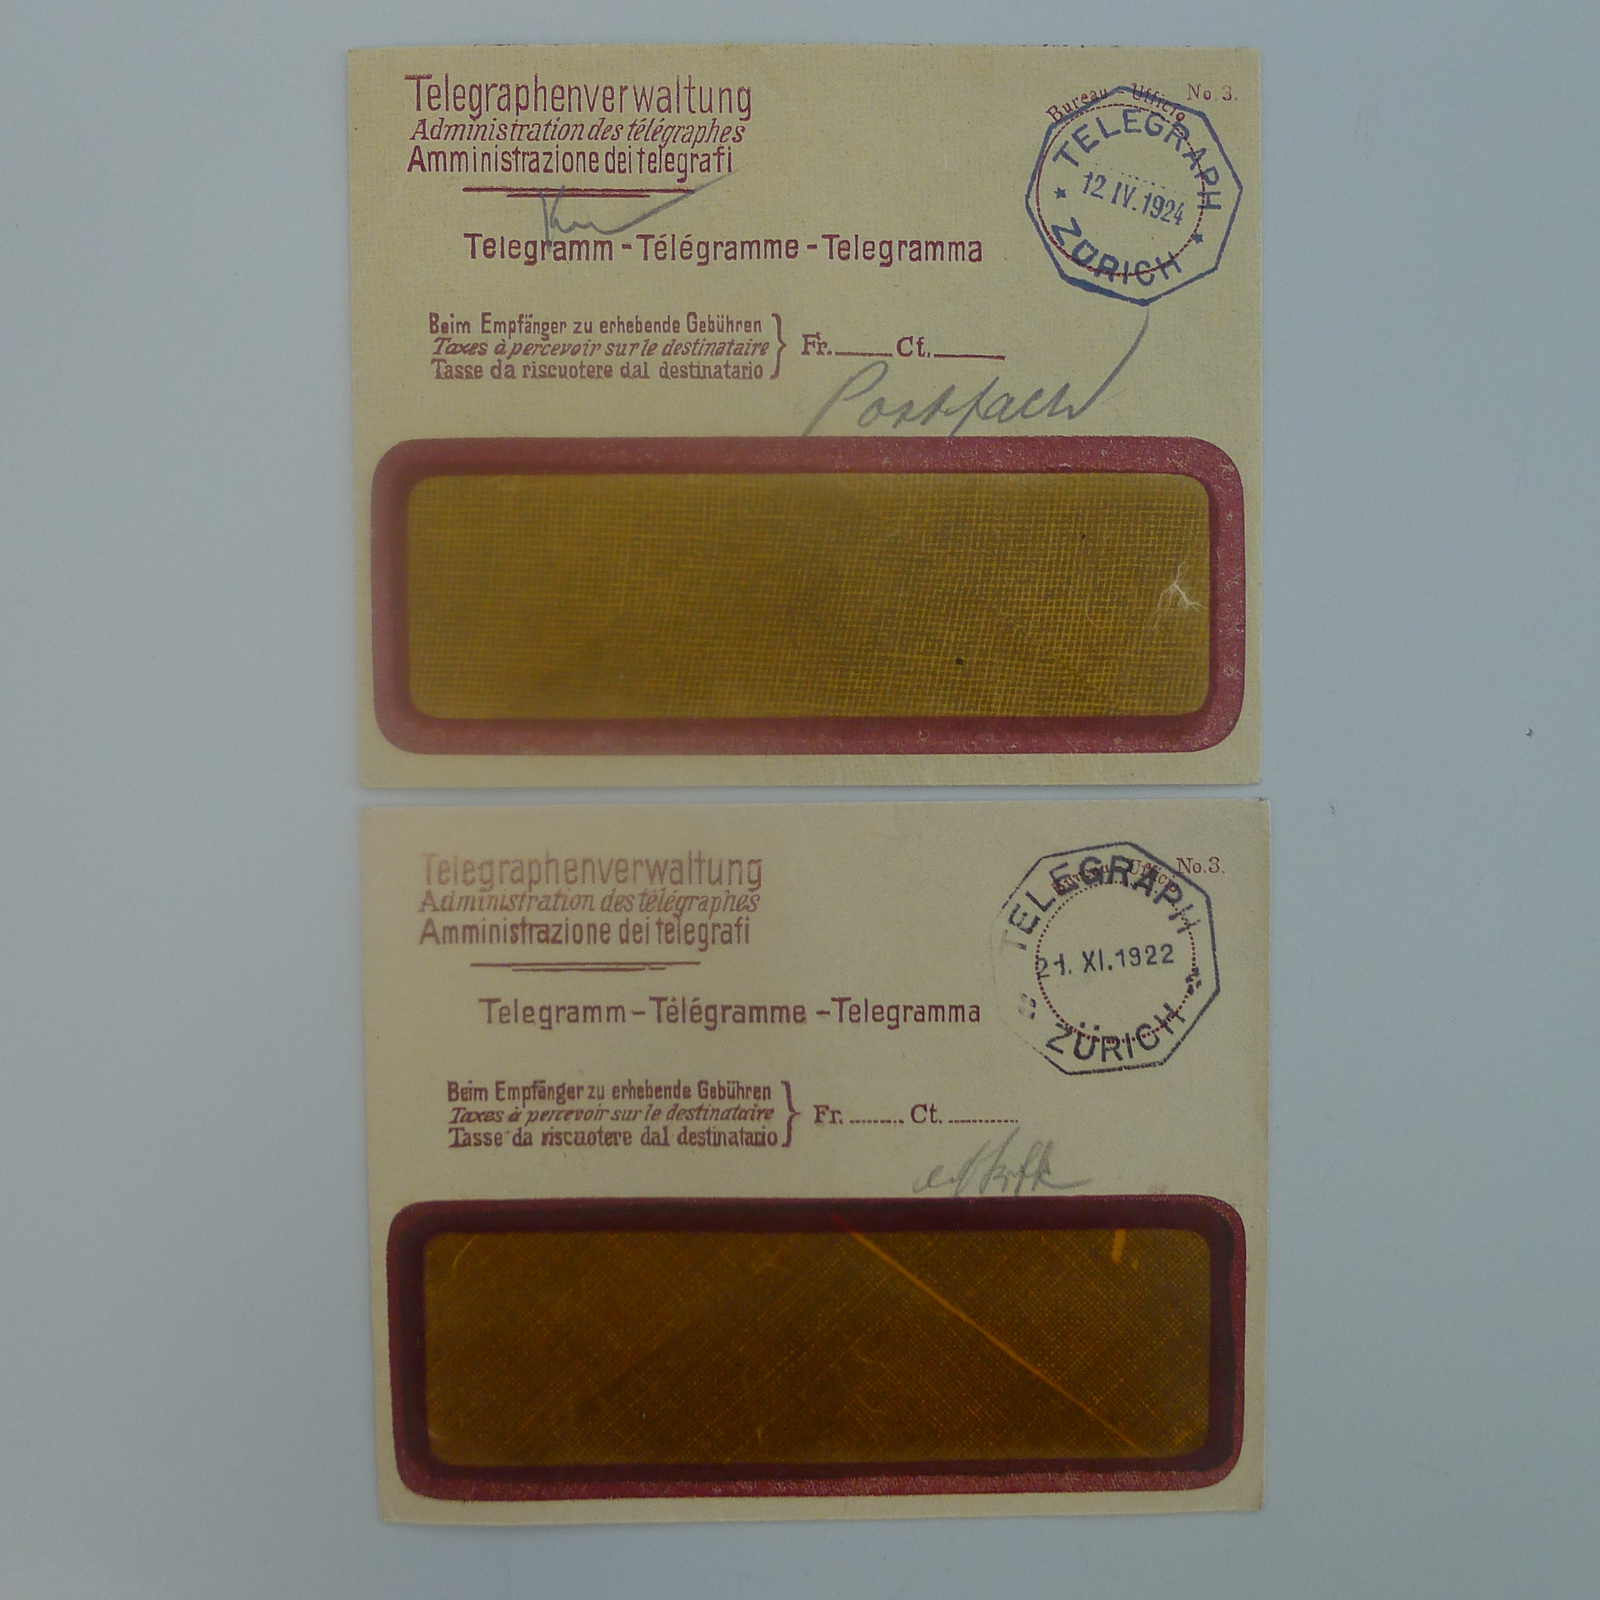 Telegraphenverwaltung
Administration des télégraphes
Amministrazione dei telegrafi
Bureau - Ufficio No. 3.
TELEGRAPH
12 IV. 1924
ZÜRICH
Telegramm - Télégramme - Telegramma
Beim Empfänger zu erhebende Gebühren
Taxes à percevoir sur le destinataire
Tasse da riscuotere dal destinatario
Fr. Ct.
Postfach
Telegraphenverwaltung
Administration des télégraphes
Amministrazione dei telegrafi
Bureau - Ufficio No. 3.
TELEGRAPH
21. XI. 1922
ZÜRICH
Telegramm - Télégramme - Telegramma
Beim Empfänger zu erhebende Gebühren
Taxes à percevoir sur le destinataire
Tasse da riscuotere dal destinatario
Fr. Ct.